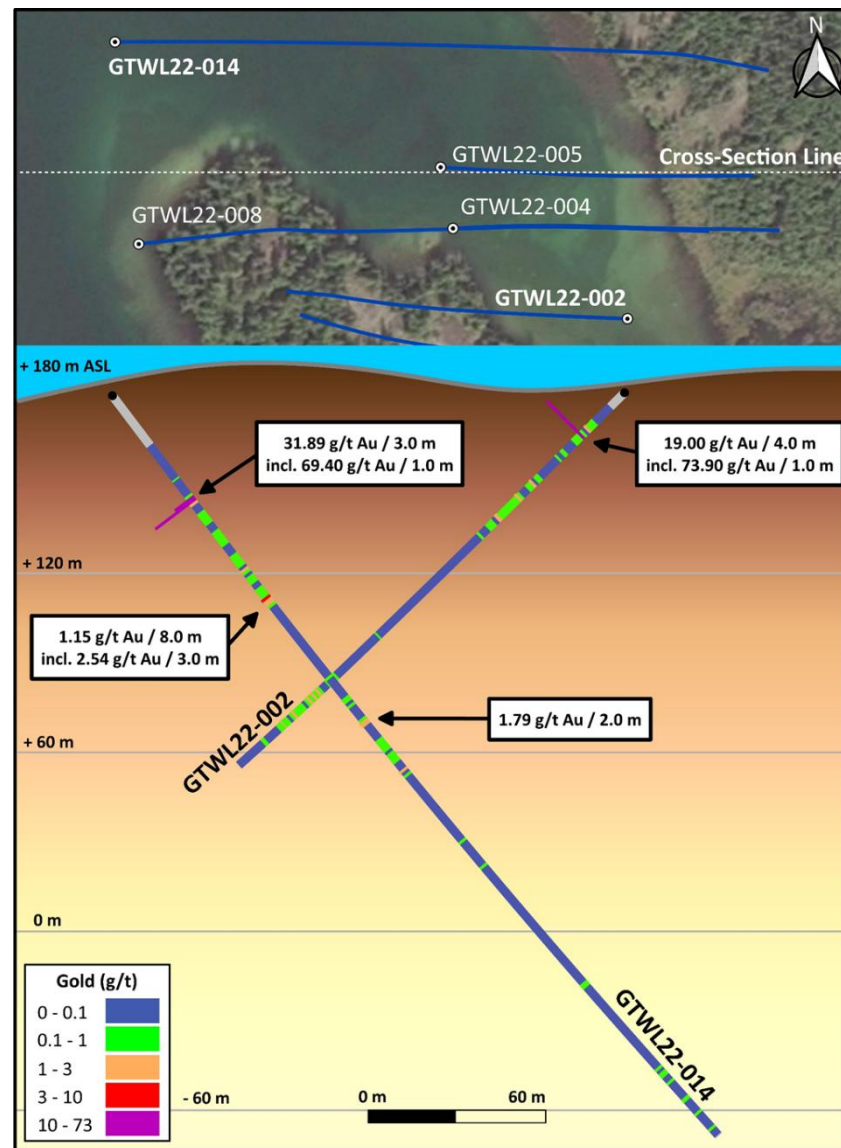 N
GTWL22-014
GTWL22-005
Cross-Section Line
GTWL22-008
GTWL22-004
GTWL22-002
+ 180 m ASL
31.89 g/t Au / 3.0 m
incl. 69.40 g/t Au / 1.0 m
19.00 g/t Au / 4.0 m
incl. 73.90 g/t Au / 1.0 m
+ 120 m
1.15 g/t Au / 8.0 m
incl. 2.54 g/t Au / 3.0 m
GTWL22-002
1.79 g/t Au / 2.0 m
+ 60 m
0 m
Gold (g/t)
0 - 0.1
0.1 - 1
1 - 3
3 - 10
10 - 73
GTWL22-014
- 60 m
0 m
60 m